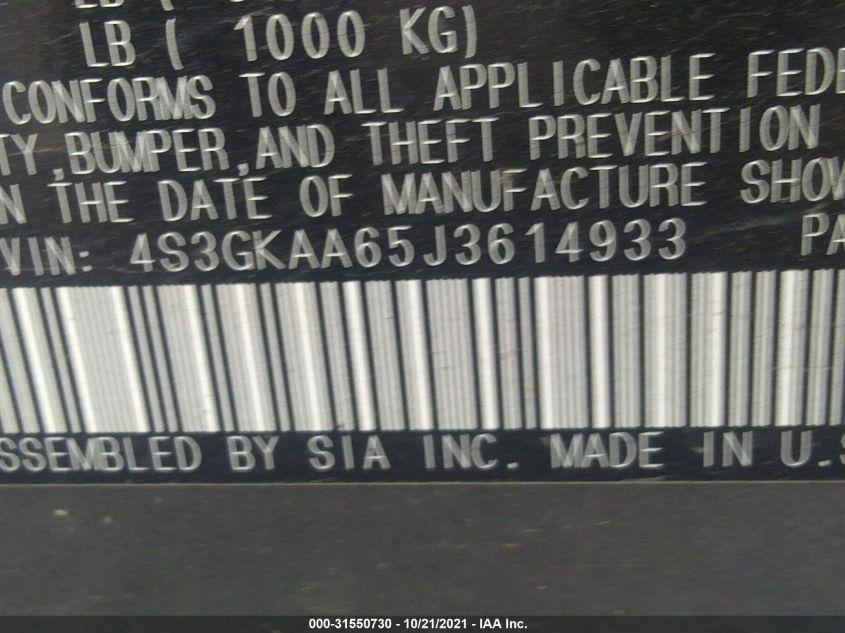 LB ( 1000 KG)
CONFORMS TO ALL APPLICABLE FEDE
TY,BUMPER,AND THEFT PREVENTION
N THE DATE OF MANUFACTURE SHOW
VIN: 4S3GKAA65J3614933 PA
SSEMBLED BY SIA INC. MADE IN U.S
000-31550730 - 10/21/2021 - IAA Inc.